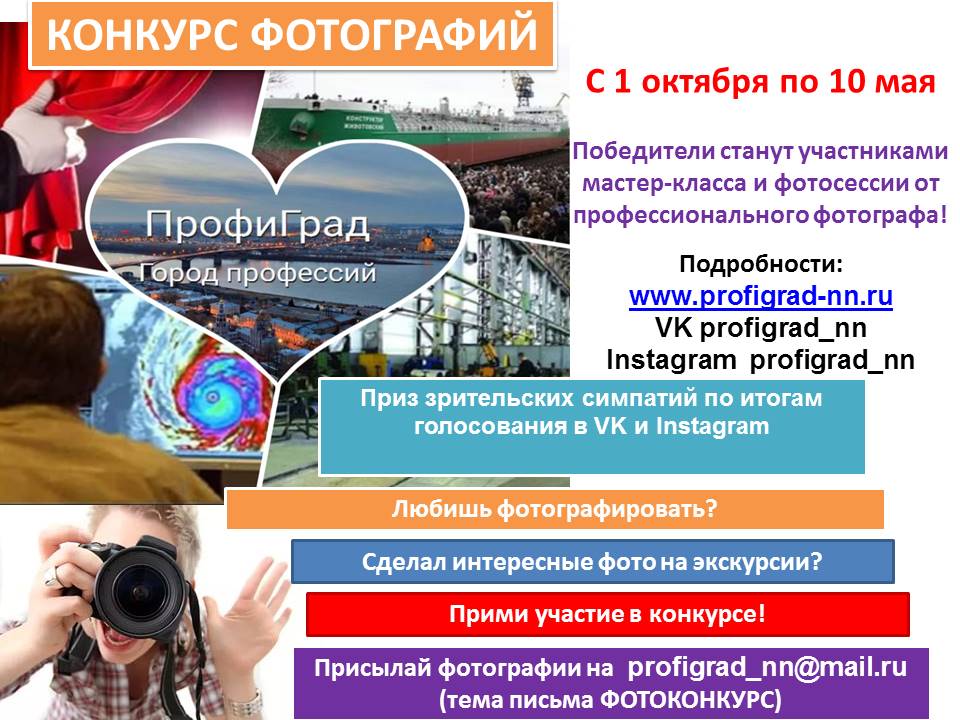 КОНКУРС ФОТОГРАФИЙ
С 1 октября по 10 мая
КОНСТРУКТОР
ЖИВОТОВСКИЙ
Победители станут участниками
мастер-класса и фотосессии от
профессионального фотографа!
ПрофиГрад
Город профессий
Подробности:
www.profigrad-nn.ru
VK profigrad_nn
Instagram profigrad_nn
Приз зрительских симпатий по итогам
голосования в VK и Instagram
Любишь фотографировать?
Сделал интересные фото на экскурсии?
Прими участие в конкурсе!
Присылай фотографии на profigrad_nn@mail.ru
(тема письма ФОТОКОНКУРС)